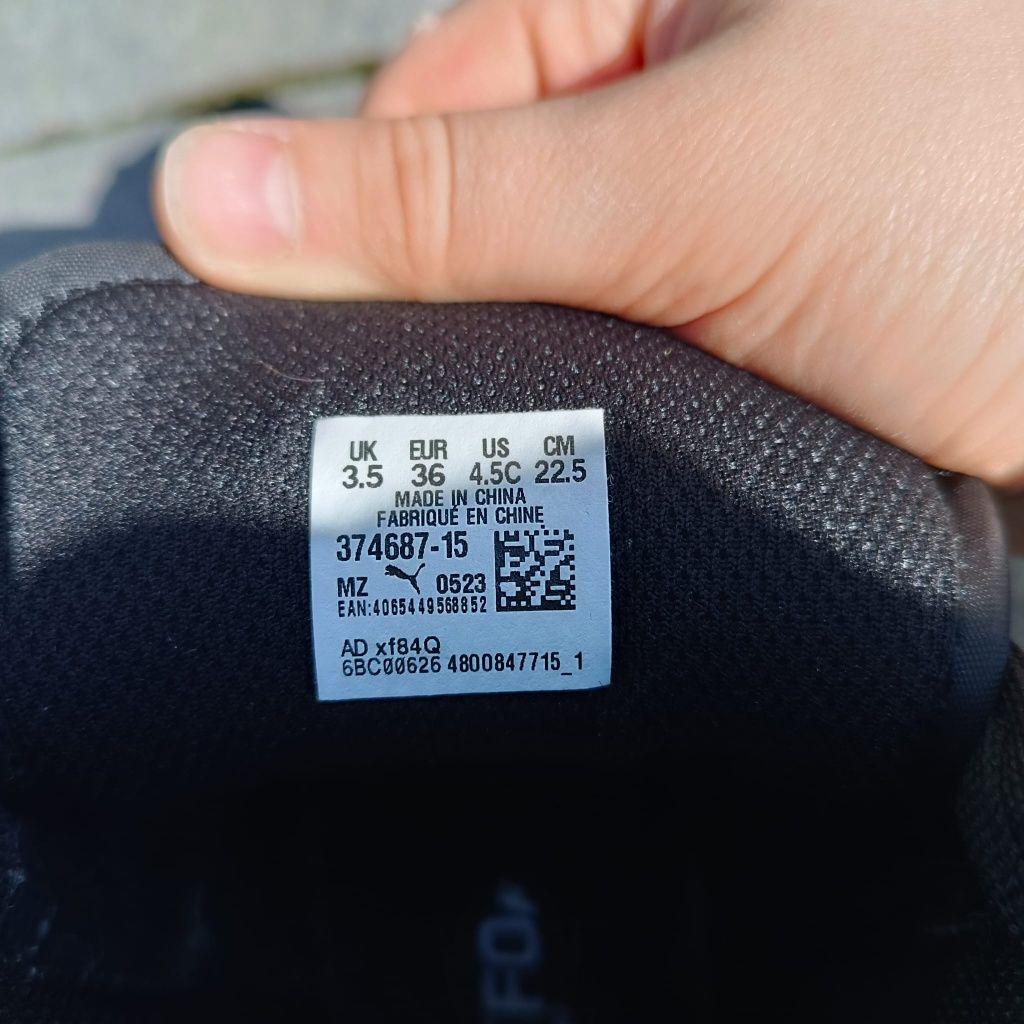 UK EUR US CM
3.5 36 4.5C 22.5
MADE IN CHINA
FABRIQUÉ EN CHINE
374687-15
MZ 0523
EAN:4065449568852
AD xf84Q
6BC00626 4800847715_1